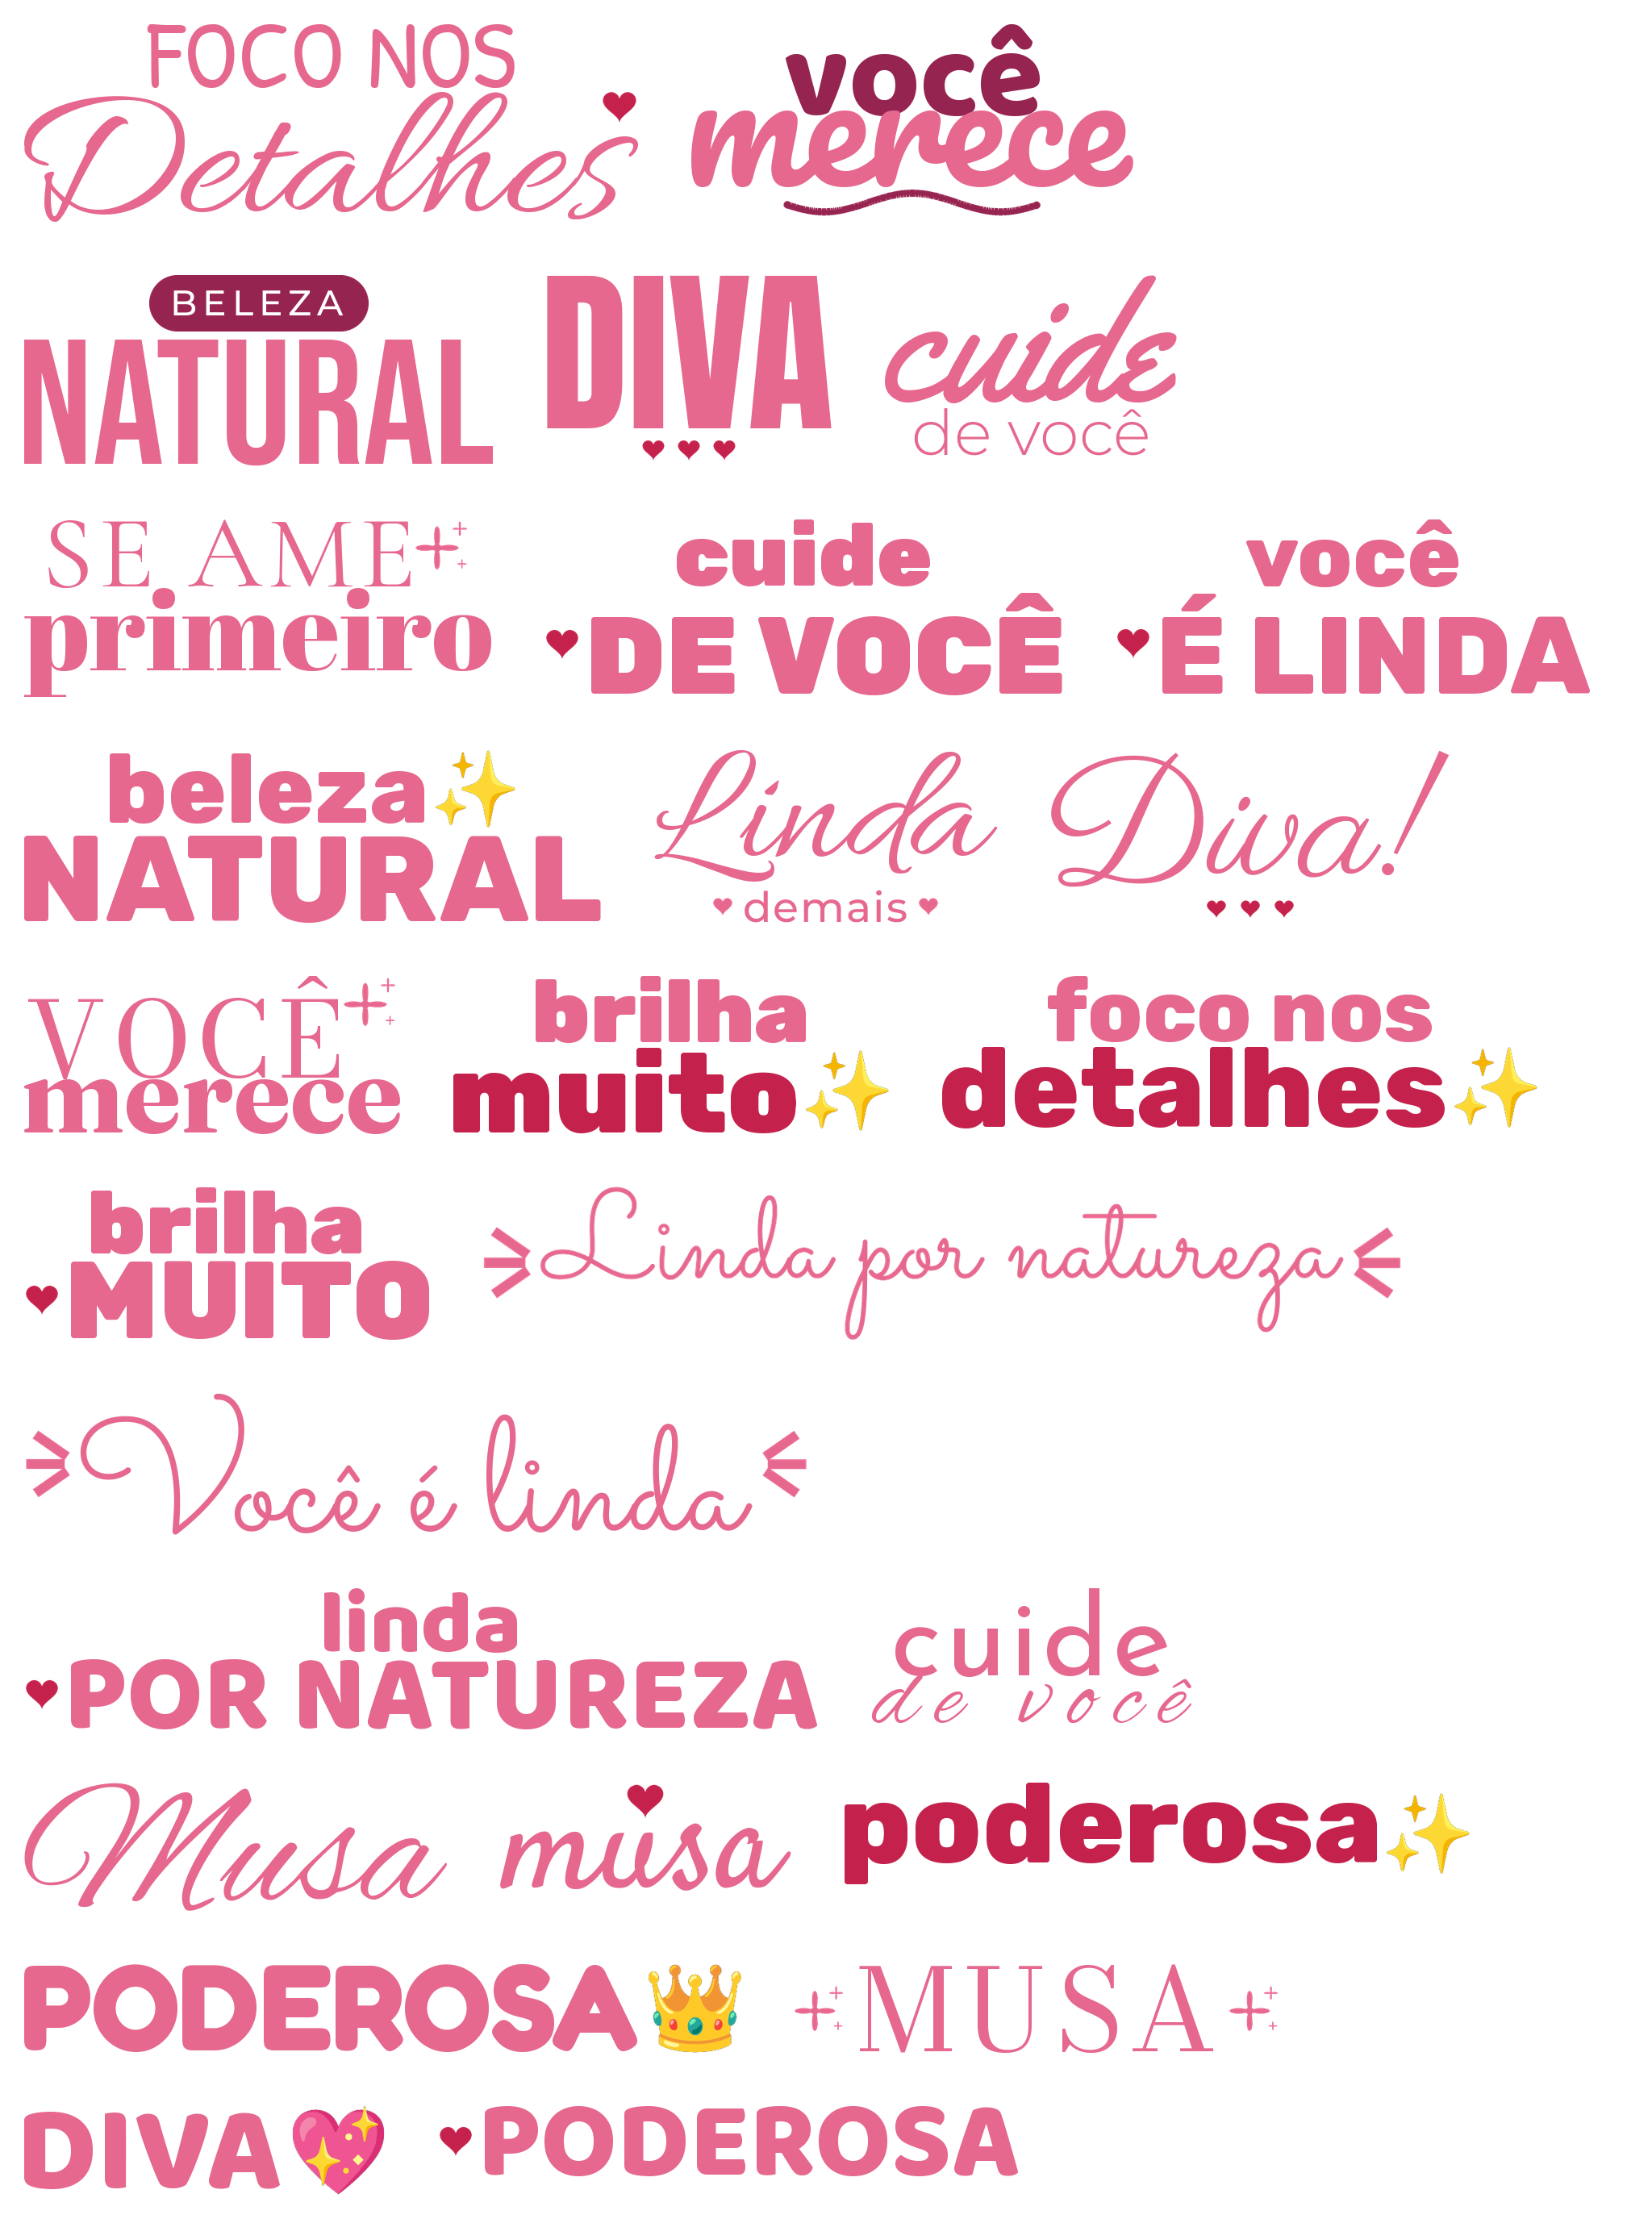 FOCO NOS
Detalhes
você
merece
BELEZA
NATURAL
DIVA
cuide
de você
SE AME
primeiro
cuide
DE VOCÊ
você
É LINDA
beleza✨
NATURAL
Linda
demais
Diva!
VOCÊ
merece
brilha
muito✨
foco nos
detalhes✨
brilha
MUITO
Linda por natureza
Você é linda
linda
POR NATUREZA
cuide
de você
Musa
musa
poderosa✨
PODEROSA👑
MUSA
DIVA💖
PODEROSA